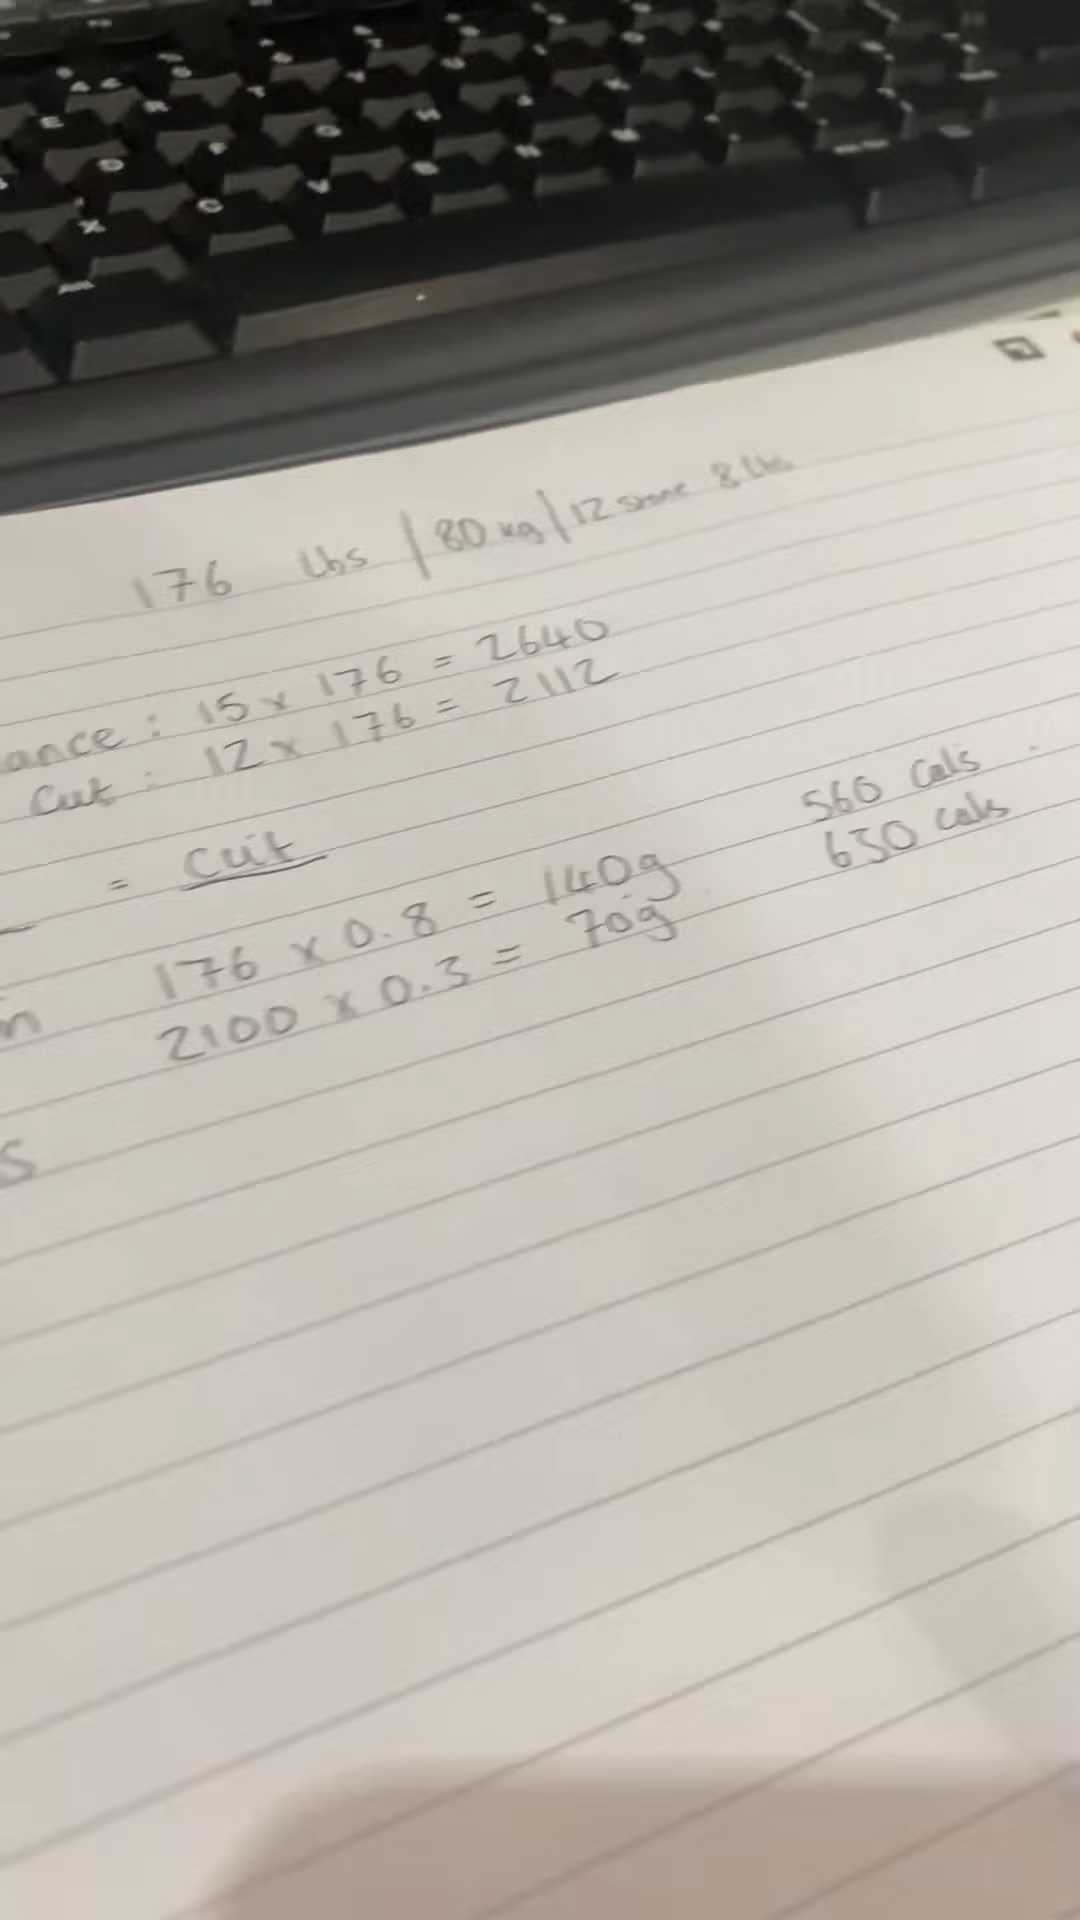 176 Lbs / 80 kg / 12 stone 8 Lbs
ance : 15 x 176 = 2640
Cut : 12 x 176 = 2112
= Cut
n 176 x 0.8 = 140g 560 Cals
2100 x 0.3 = 70g 630 cals
s